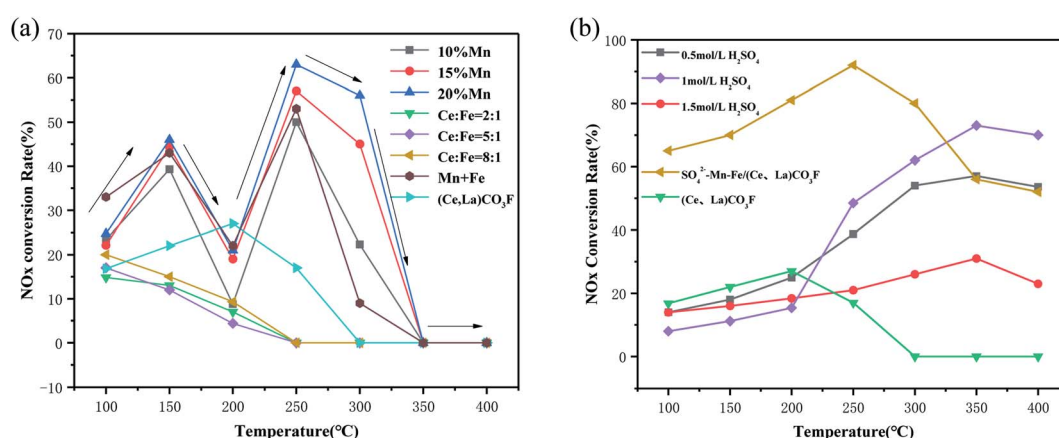 (a)
NOx conversion Rate(%)
70
60
50
40
30
20
10
0
−10
10%Mn
15%Mn
20%Mn
Ce:Fe=2:1
Ce:Fe=5:1
Ce:Fe=8:1
Mn+Fe
(Ce,La)CO₃F
100 150 200 250 300 350 400
Temperature(℃)
(b)
NOx Conversion Rate(%)
100
80
60
40
20
0
0.5mol/L H₂SO₄
1mol/L H₂SO₄
1.5mol/L H₂SO₄
SO₄²⁻-Mn-Fe/(Ce、La)CO₃F
(Ce、La)CO₃F
100 150 200 250 300 350 400
Temperature(℃)